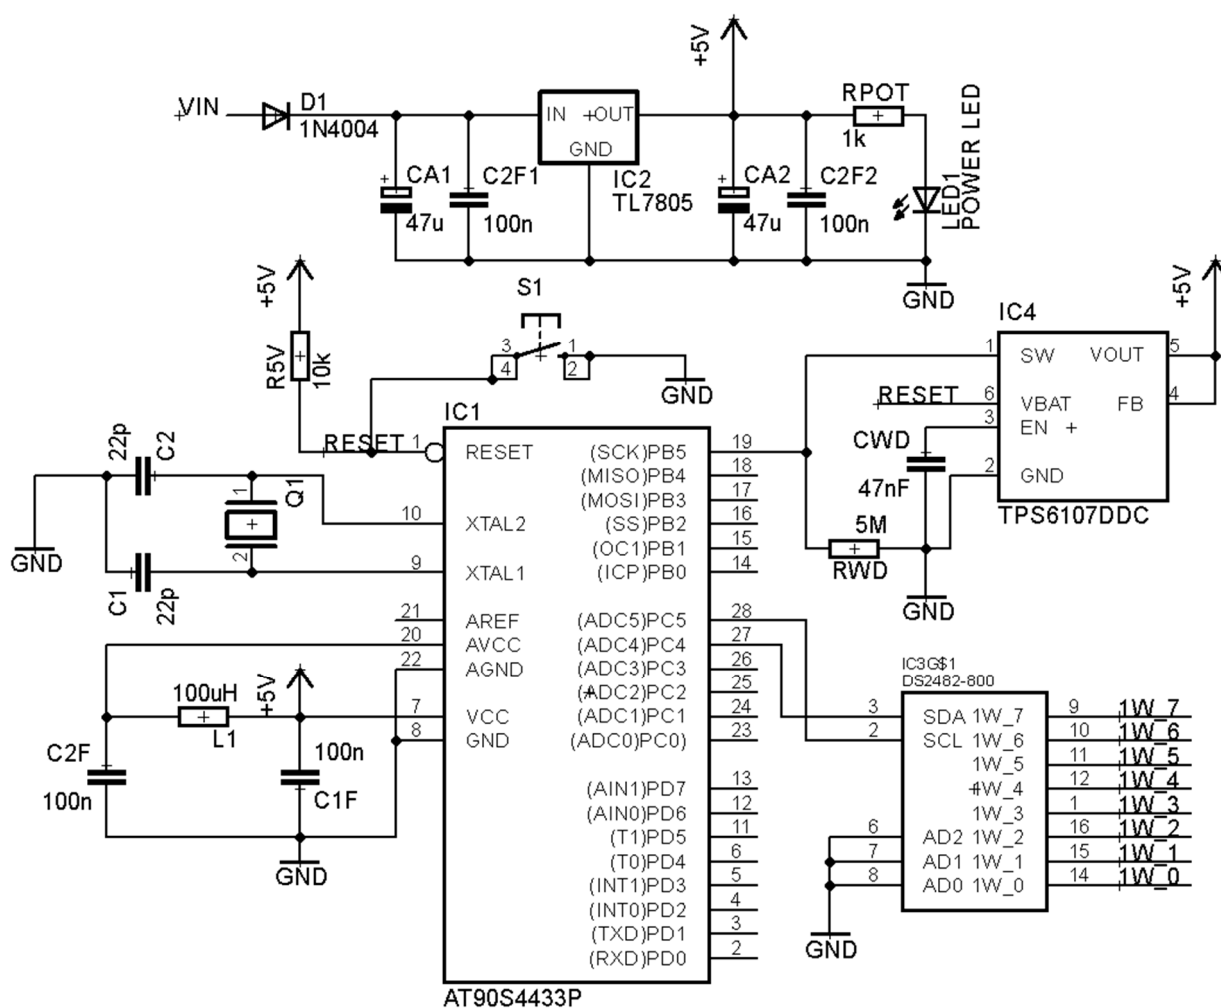 +5V
VIN
D1
1N4004
IN +OUT
GND
IC2
TL7805
CA1
47u
C2F1
100n
CA2
47u
C2F2
100n
RPOT
1k
LED1
POWER LED
GND
+5V
R5V
10k
S1
3
4
1
2
GND
RESET
1
IC1
22p
C2
Q1
1
2
GND
C1
22p
10
9
21
20
22
7
8
RESET
XTAL2
XTAL1
AREF
AVCC
AGND
VCC
GND
100uH
L1
+5V
C2F
100n
100n
C1F
GND
(SCK)PB5 19
(MISO)PB4 18
(MOSI)PB3 17
(SS)PB2 16
(OC1)PB1 15
(ICP)PB0 14
(ADC5)PC5 28
(ADC4)PC4 27
(ADC3)PC3 26
(ADC2)PC2 25
(ADC1)PC1 24
(ADC0)PC0) 23
(AIN1)PD7 13
(AIN0)PD6 12
(T1)PD5 11
(T0)PD4 6
(INT1)PD3 5
(INT0)PD2 4
(TXD)PD1 3
(RXD)PD0 2
AT90S4433P
+5V
IC4
1 SW VOUT 5
RESET 6 VBAT FB 4
3 EN +
2 GND
TPS6107DDC
CWD
47nF
5M
RWD
GND
IC3G$1
DS2482-800
3 SDA 1W_7 9 1W_7
2 SCL 1W_6 10 1W_6
1W_5 11 1W_5
1W_4 12 1W_4
1W_3 1 1W_3
6 AD2 1W_2 16 1W_2
7 AD1 1W_1 15 1W_1
8 AD0 1W_0 14 1W_0
GND